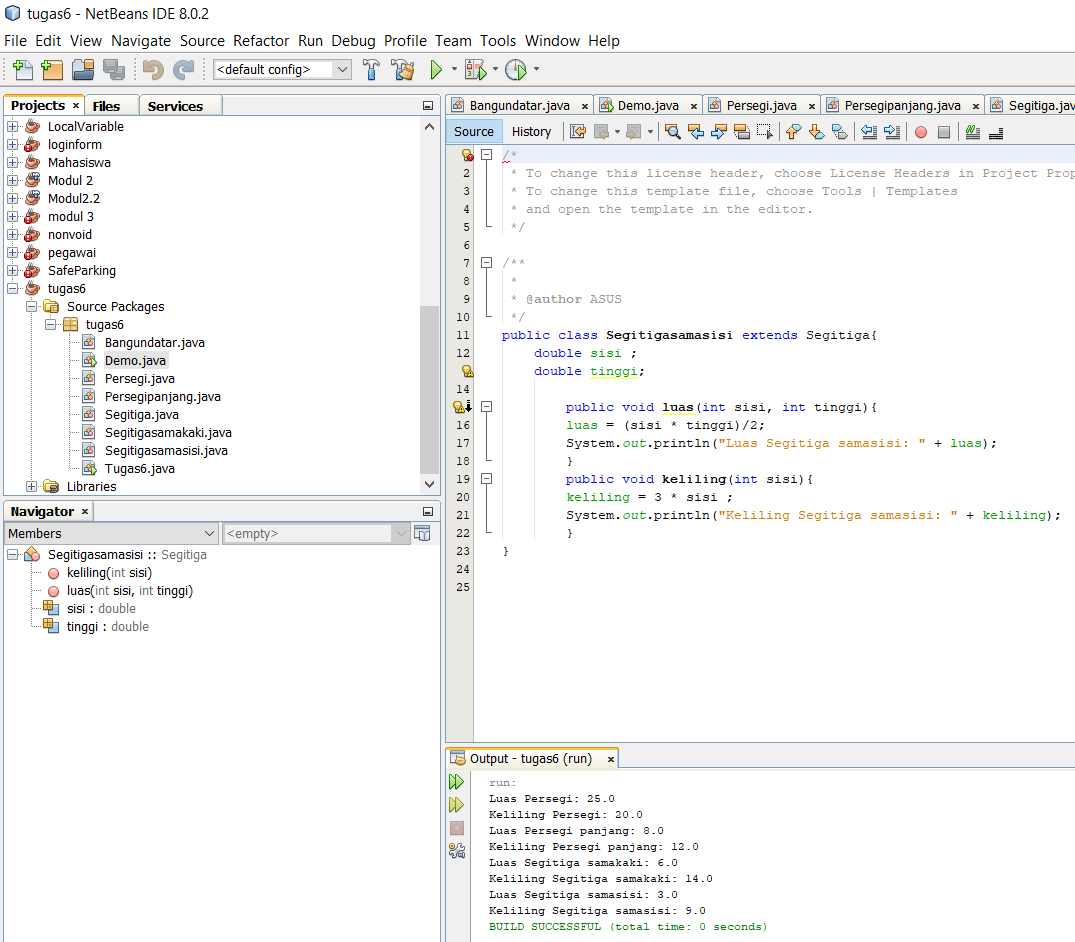 tugas6 - NetBeans IDE 8.0.2
File Edit View Navigate Source Refactor Run Debug Profile Team Tools Window Help
<default config>
Projects × Files Services
LocalVariable
loginform
Mahasiswa
Modul 2
Modul2.2
modul 3
nonvoid
pegawai
SafeParking
tugas6
Source Packages
tugas6
Bangundatar.java
Demo.java
Persegi.java
Persegipanjang.java
Segitiga.java
Segitigasamakaki.java
Segitigasamasisi.java
Tugas6.java
Libraries
Navigator ×
Members <empty>
Segitigasamasisi :: Segitiga
keliling(int sisi)
luas(int sisi, int tinggi)
sisi : double
tinggi : double
Bangundatar.java × Demo.java × Persegi.java × Persegipanjang.java × Segitiga.jav
Source History
/*
2 * To change this license header, choose License Headers in Project Prop
3 * To change this template file, choose Tools | Templates
4 * and open the template in the editor.
5 */
6
7 /**
8 *
9 * @author ASUS
10 */
11 public class Segitigasamasisi extends Segitiga{
12 double sisi ;
double tinggi;
14
public void luas(int sisi, int tinggi){
16 luas = (sisi * tinggi)/2;
17 System.out.println("Luas Segitiga samasisi: " + luas);
18 }
19 public void keliling(int sisi){
20 keliling = 3 * sisi ;
21 System.out.println("Keliling Segitiga samasisi: " + keliling);
22 }
23 }
24
25
Output - tugas6 (run) ×
run:
Luas Persegi: 25.0
Keliling Persegi: 20.0
Luas Persegi panjang: 8.0
Keliling Persegi panjang: 12.0
Luas Segitiga samakaki: 6.0
Keliling Segitiga samakaki: 14.0
Luas Segitiga samasisi: 3.0
Keliling Segitiga samasisi: 9.0
BUILD SUCCESSFUL (total time: 0 seconds)